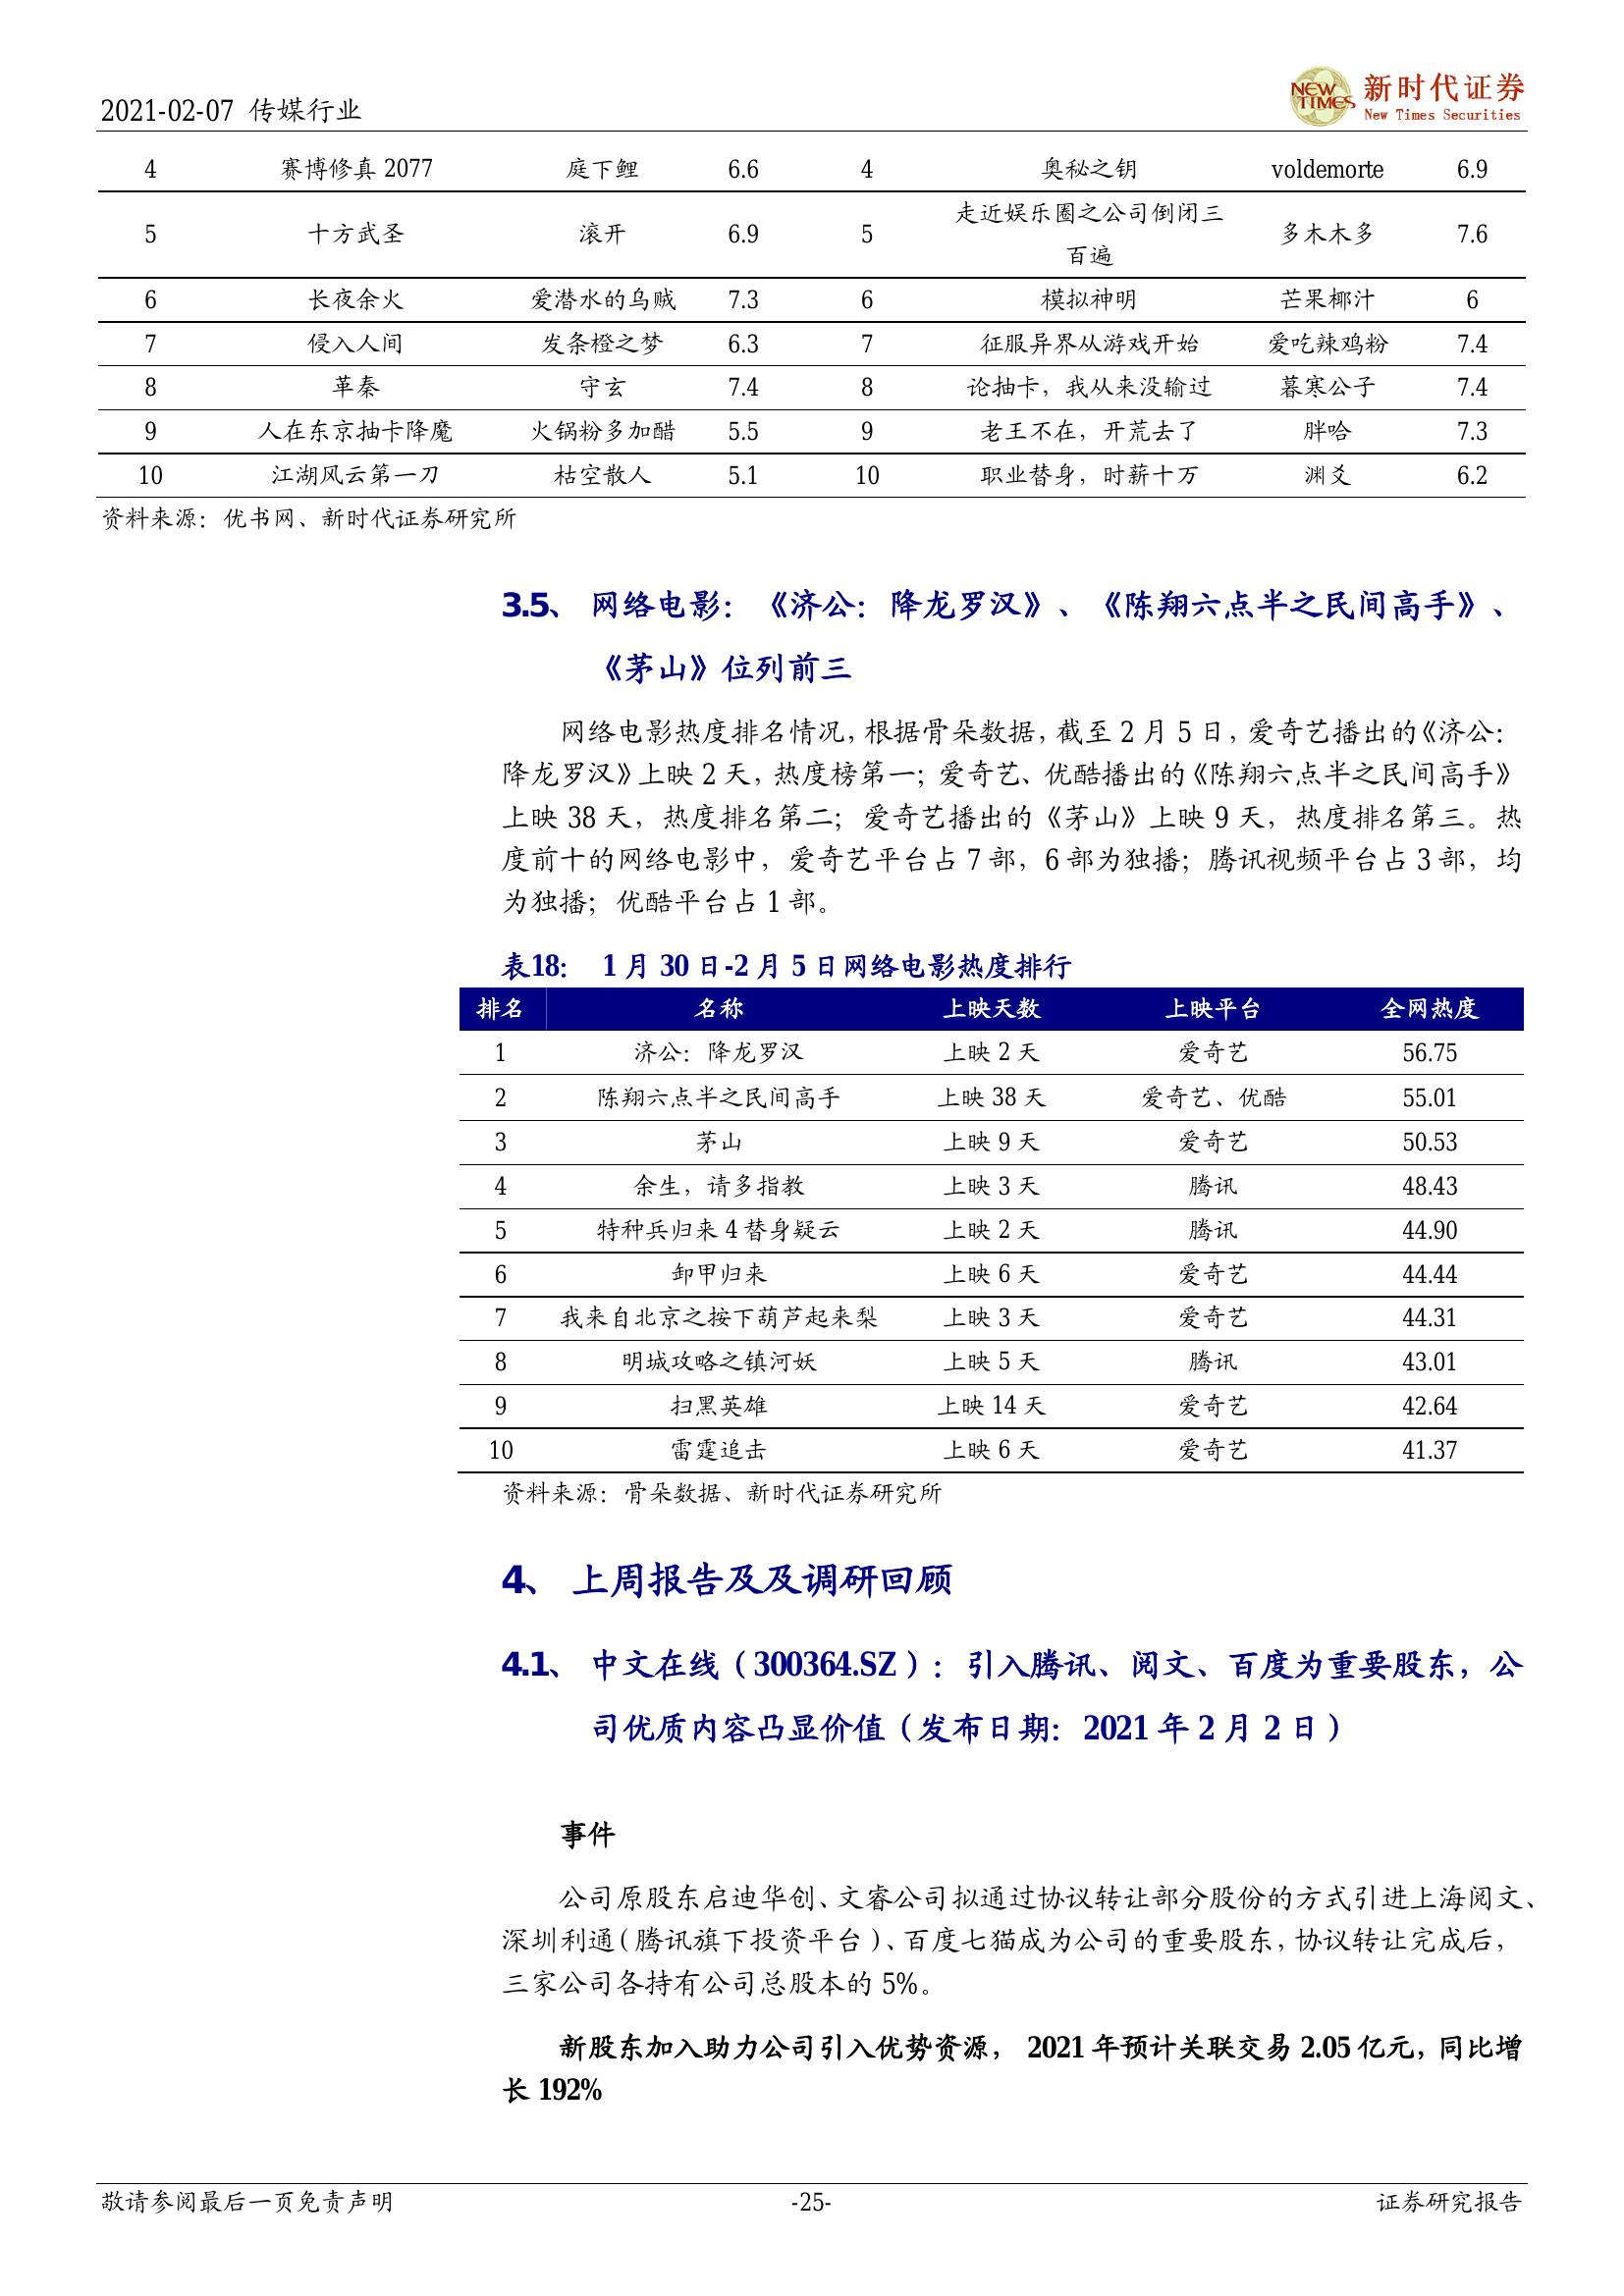 2021-02-07 传媒行业
NEW TIMES 新时代证券
New Times Securities
4 赛博修真 2077 庭下鲤 6.6 4 奥秘之钥 voldemorte 6.9
5 十方武圣 滚开 6.9 5 走近娱乐圈之公司倒闭三百遍 多木木多 7.6
6 长夜余火 爱潜水的乌贼 7.3 6 模拟神明 芒果椰汁 6
7 侵入人间 发条橙之梦 6.3 7 征服异界从游戏开始 爱吃辣鸡粉 7.4
8 革秦 守玄 7.4 8 论抽卡，我从来没输过 暮寒公子 7.4
9 人在东京抽卡降魔 火锅粉多加醋 5.5 9 老王不在，开荒去了 胖哈 7.3
10 江湖风云第一刀 枯空散人 5.1 10 职业替身，时薪十万 渊爻 6.2
资料来源：优书网、新时代证券研究所
3.5、 网络电影：《济公：降龙罗汉》、《陈翔六点半之民间高手》、
《茅山》位列前三
网络电影热度排名情况，根据骨朵数据，截至 2 月 5 日，爱奇艺播出的《济公：
降龙罗汉》上映 2 天，热度榜第一；爱奇艺、优酷播出的《陈翔六点半之民间高手》
上映 38 天，热度排名第二；爱奇艺播出的《茅山》上映 9 天，热度排名第三。热
度前十的网络电影中，爱奇艺平台占 7 部，6 部为独播；腾讯视频平台占 3 部，均
为独播；优酷平台占 1 部。
表18： 1 月 30 日-2 月 5 日网络电影热度排行
排名 名称 上映天数 上映平台 全网热度
1 济公：降龙罗汉 上映 2 天 爱奇艺 56.75
2 陈翔六点半之民间高手 上映 38 天 爱奇艺、优酷 55.01
3 茅山 上映 9 天 爱奇艺 50.53
4 余生，请多指教 上映 3 天 腾讯 48.43
5 特种兵归来 4 替身疑云 上映 2 天 腾讯 44.90
6 卸甲归来 上映 6 天 爱奇艺 44.44
7 我来自北京之按下葫芦起来梨 上映 3 天 爱奇艺 44.31
8 明城攻略之镇河妖 上映 5 天 腾讯 43.01
9 扫黑英雄 上映 14 天 爱奇艺 42.64
10 雷霆追击 上映 6 天 爱奇艺 41.37
资料来源：骨朵数据、新时代证券研究所
4、 上周报告及及调研回顾
4.1、 中文在线（300364.SZ）：引入腾讯、阅文、百度为重要股东，公
司优质内容凸显价值（发布日期：2021 年 2 月 2 日）
事件
公司原股东启迪华创、文睿公司拟通过协议转让部分股份的方式引进上海阅文、
深圳利通（腾讯旗下投资平台）、百度七猫成为公司的重要股东，协议转让完成后，
三家公司各持有公司总股本的 5%。
新股东加入助力公司引入优势资源， 2021 年预计关联交易 2.05 亿元，同比增
长 192%
敬请参阅最后一页免责声明 -25- 证券研究报告